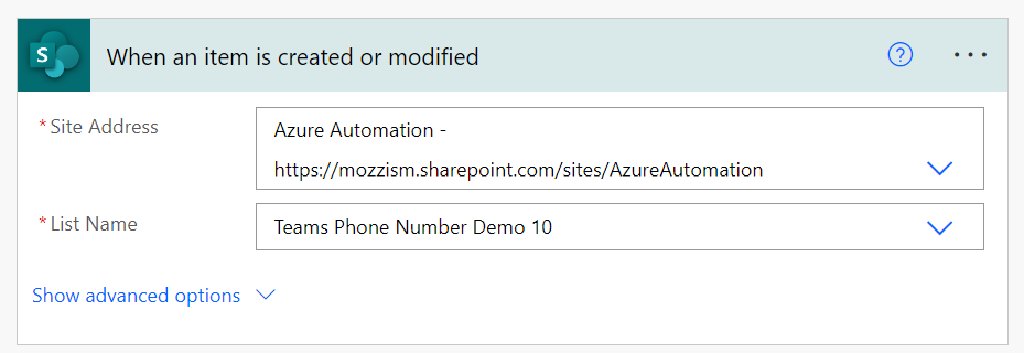 S
When an item is created or modified
?
...
* Site Address
Azure Automation -
https://mozzism.sharepoint.com/sites/AzureAutomation
* List Name
Teams Phone Number Demo 10
Show advanced options